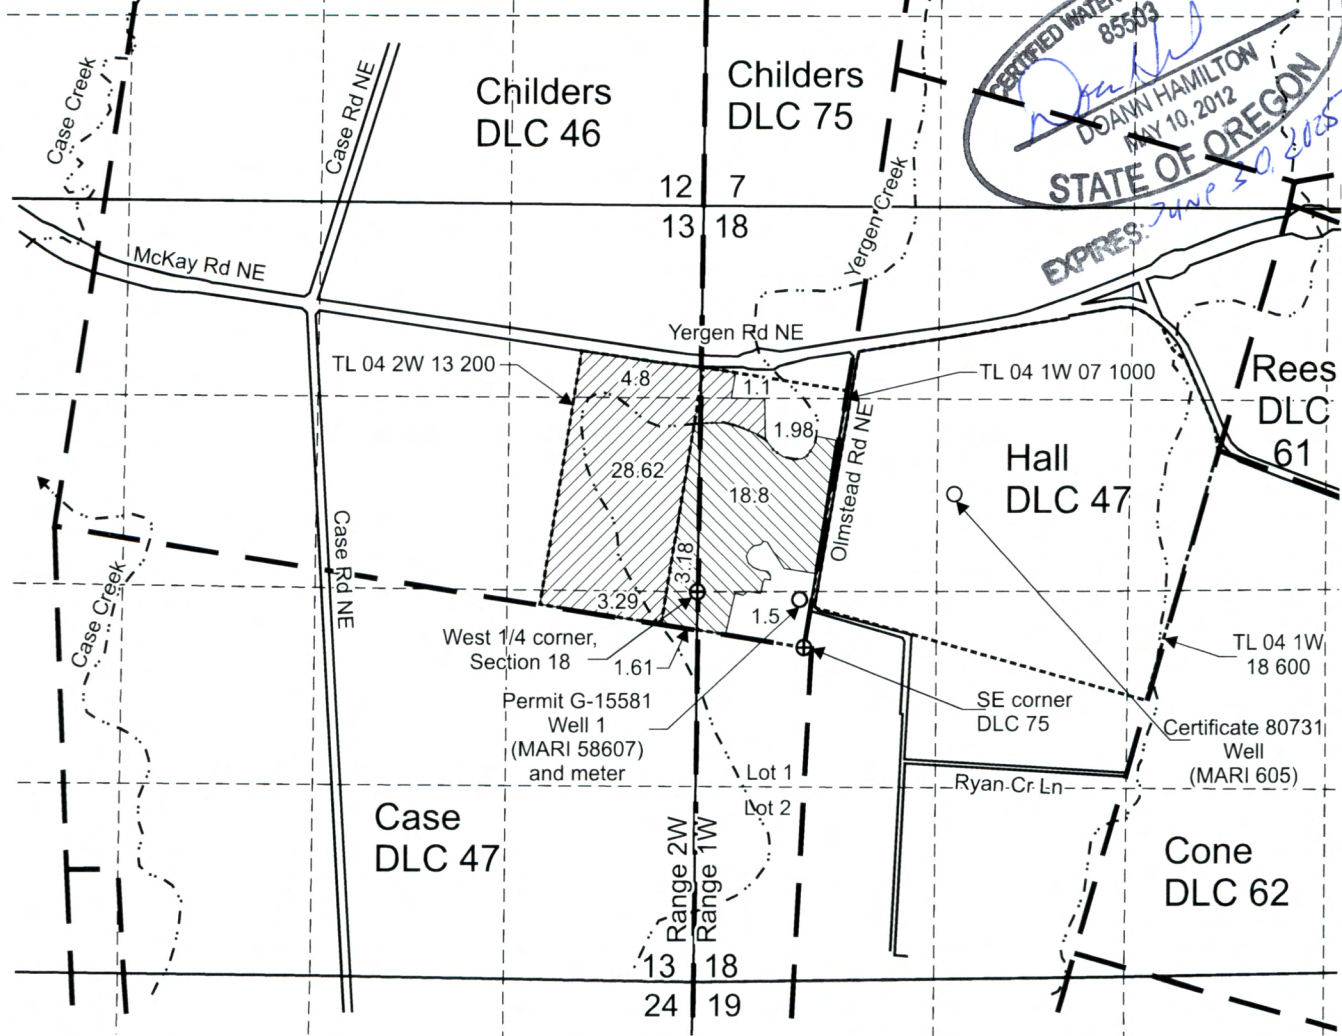 CERTIFIED WATER
85503
DOANN HAMILTON
MAY 10, 2012
STATE OF OREGON
EXPIRES: JUNE 30, 2025
Case Creek
Case Rd NE
Childers
DLC 46
Childers
DLC 75
12 7
13 18
Yergen Creek
McKay Rd NE
Yergen Rd NE
TL 04 2W 13 200
4.8
1.1
TL 04 1W 07 1000
Rees
DLC
61
1.98
Olmstead Rd NE
Hall
DLC 47
28.62
18.8
3.18
Case Rd NE
Case Creek
3.29
1.5
West 1/4 corner,
Section 18
1.61
TL 04 1W
18 600
Permit G-15581
Well 1
(MARI 58607)
and meter
SE corner
DLC 75
Certificate 80731
Well
(MARI 605)
Lot 1
Lot 2
Ryan Cr Ln
Case
DLC 47
Range 2W
Range 1W
Cone
DLC 62
13 18
24 19